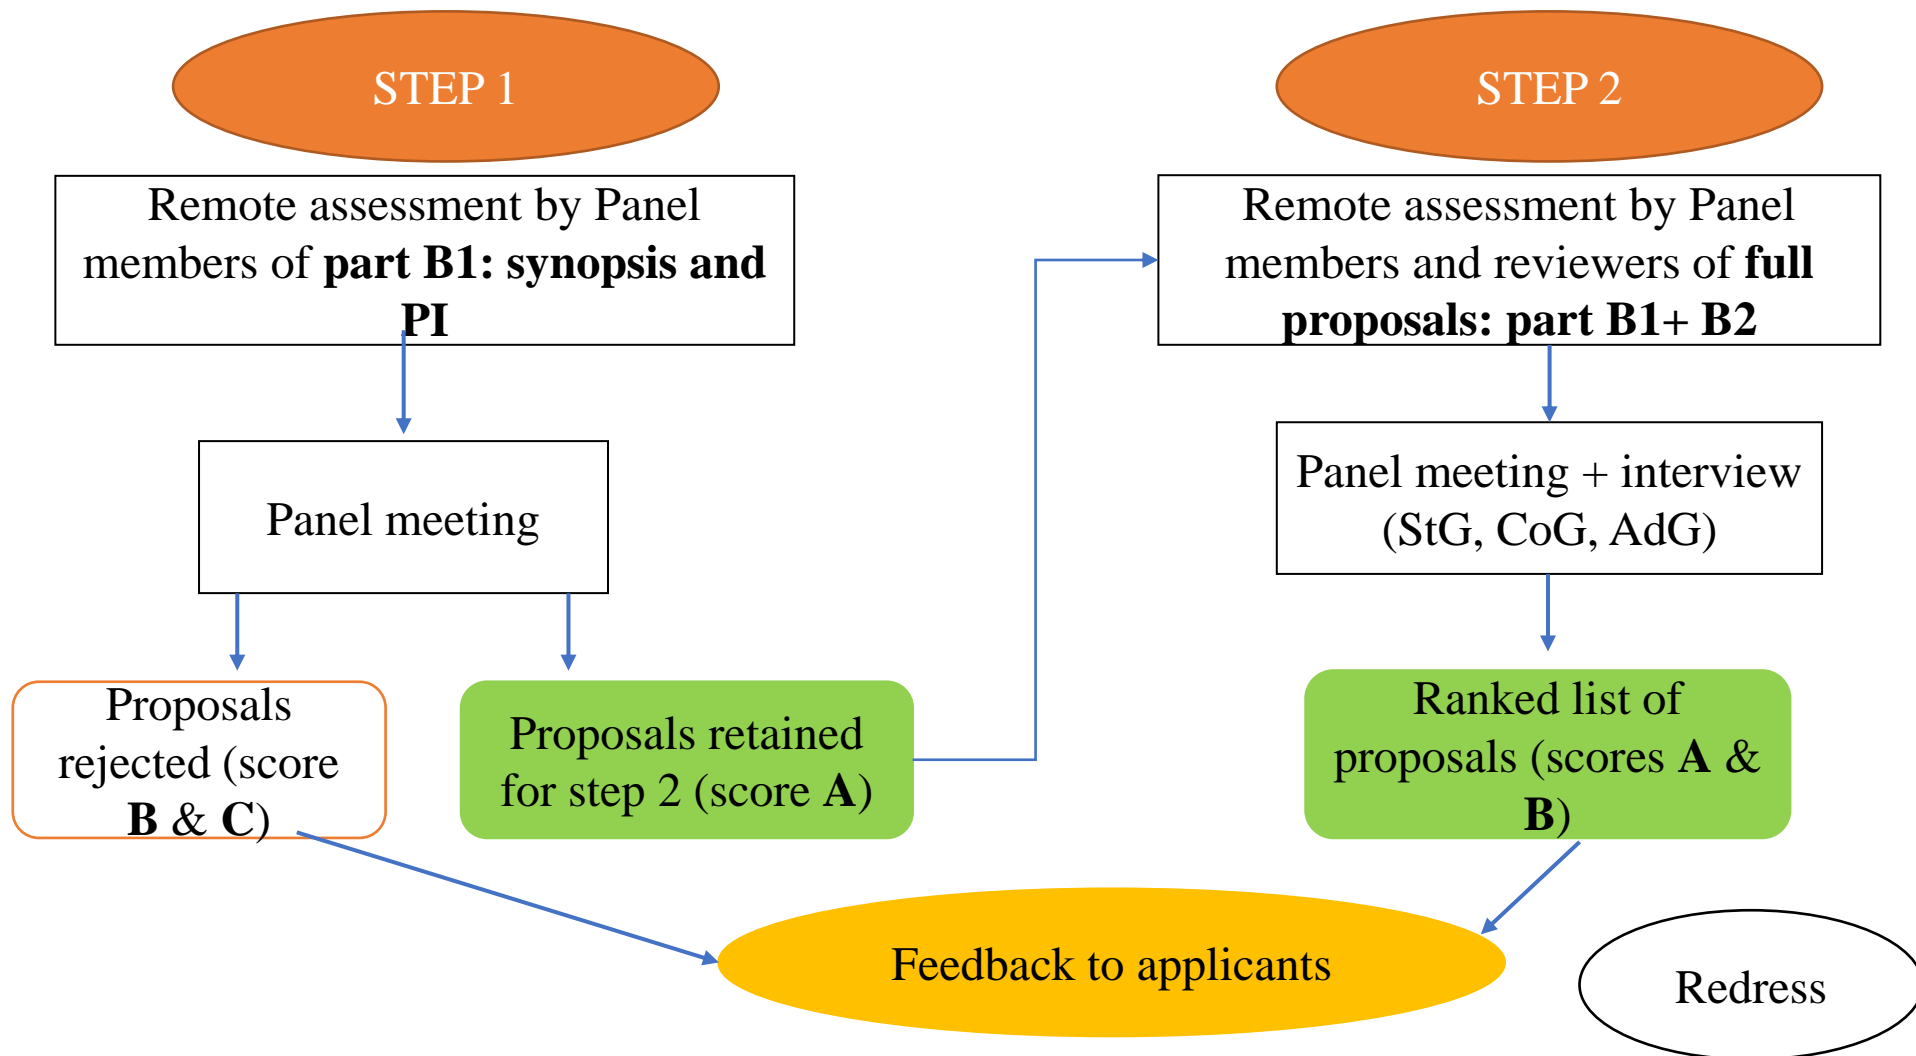 STEP 1
Remote assessment by Panel
members of part B1: synopsis and
PI
Panel meeting
Proposals
rejected (score
B & C)
Proposals retained
for step 2 (score A)
STEP 2
Remote assessment by Panel
members and reviewers of full
proposals: part B1+ B2
Panel meeting + interview
(StG, CoG, AdG)
Ranked list of
proposals (scores A &
B)
Feedback to applicants
Redress